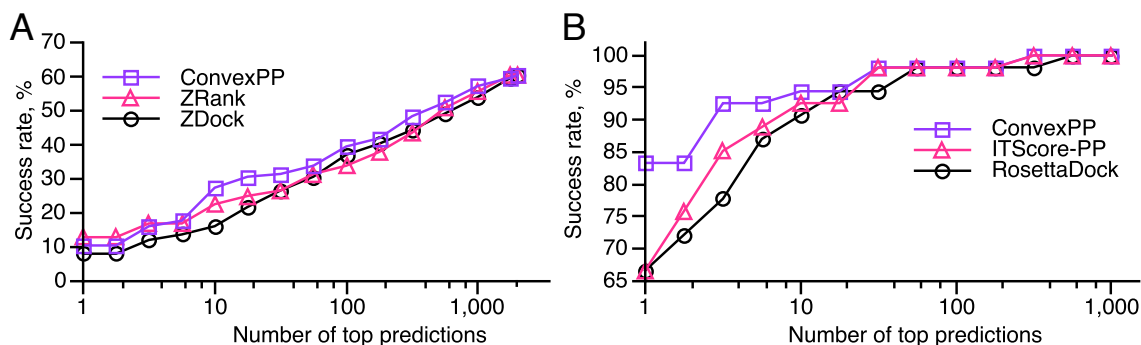 A
70
60
50
40
30
20
10
0
Success rate, %
ConvexPP
ZRank
ZDock
1
10
100
1,000
Number of top predictions
B
100
95
90
85
80
75
70
65
Success rate, %
ConvexPP
ITScore-PP
RosettaDock
1
10
100
1,000
Number of top predictions